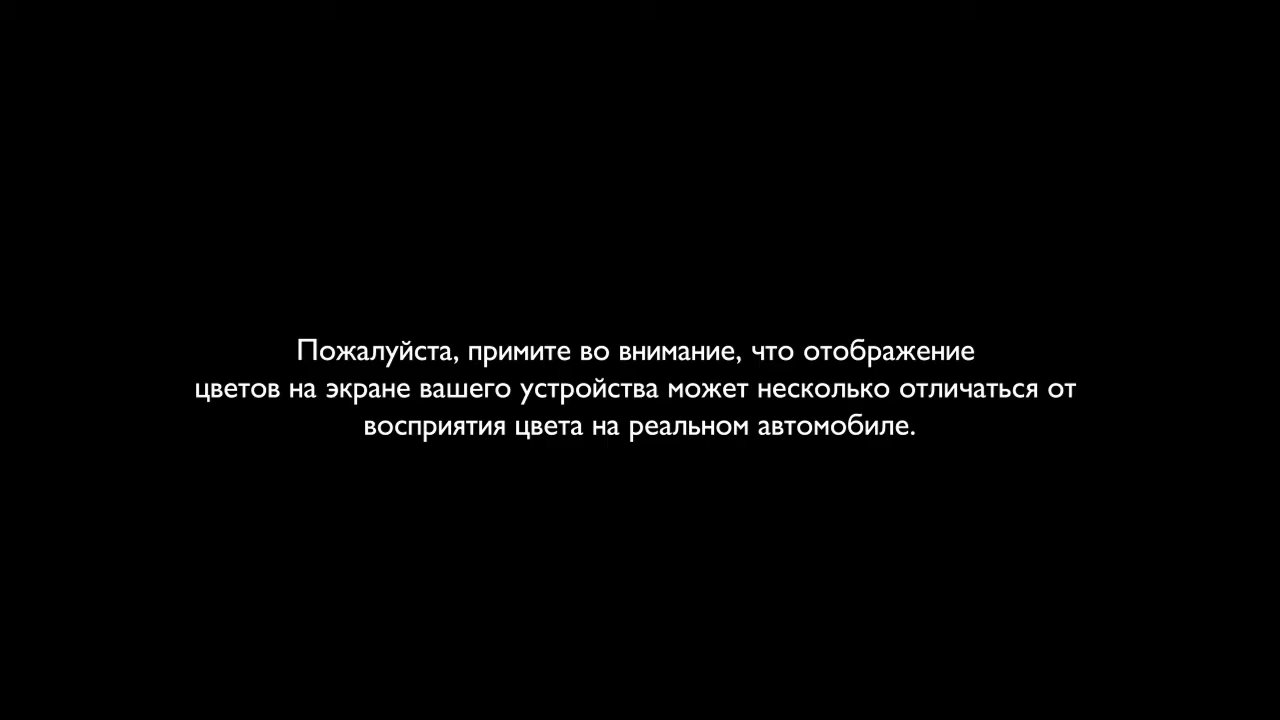 Пожалуйста, примите во внимание, что отображение
цветов на экране вашего устройства может несколько отличаться от
восприятия цвета на реальном автомобиле.